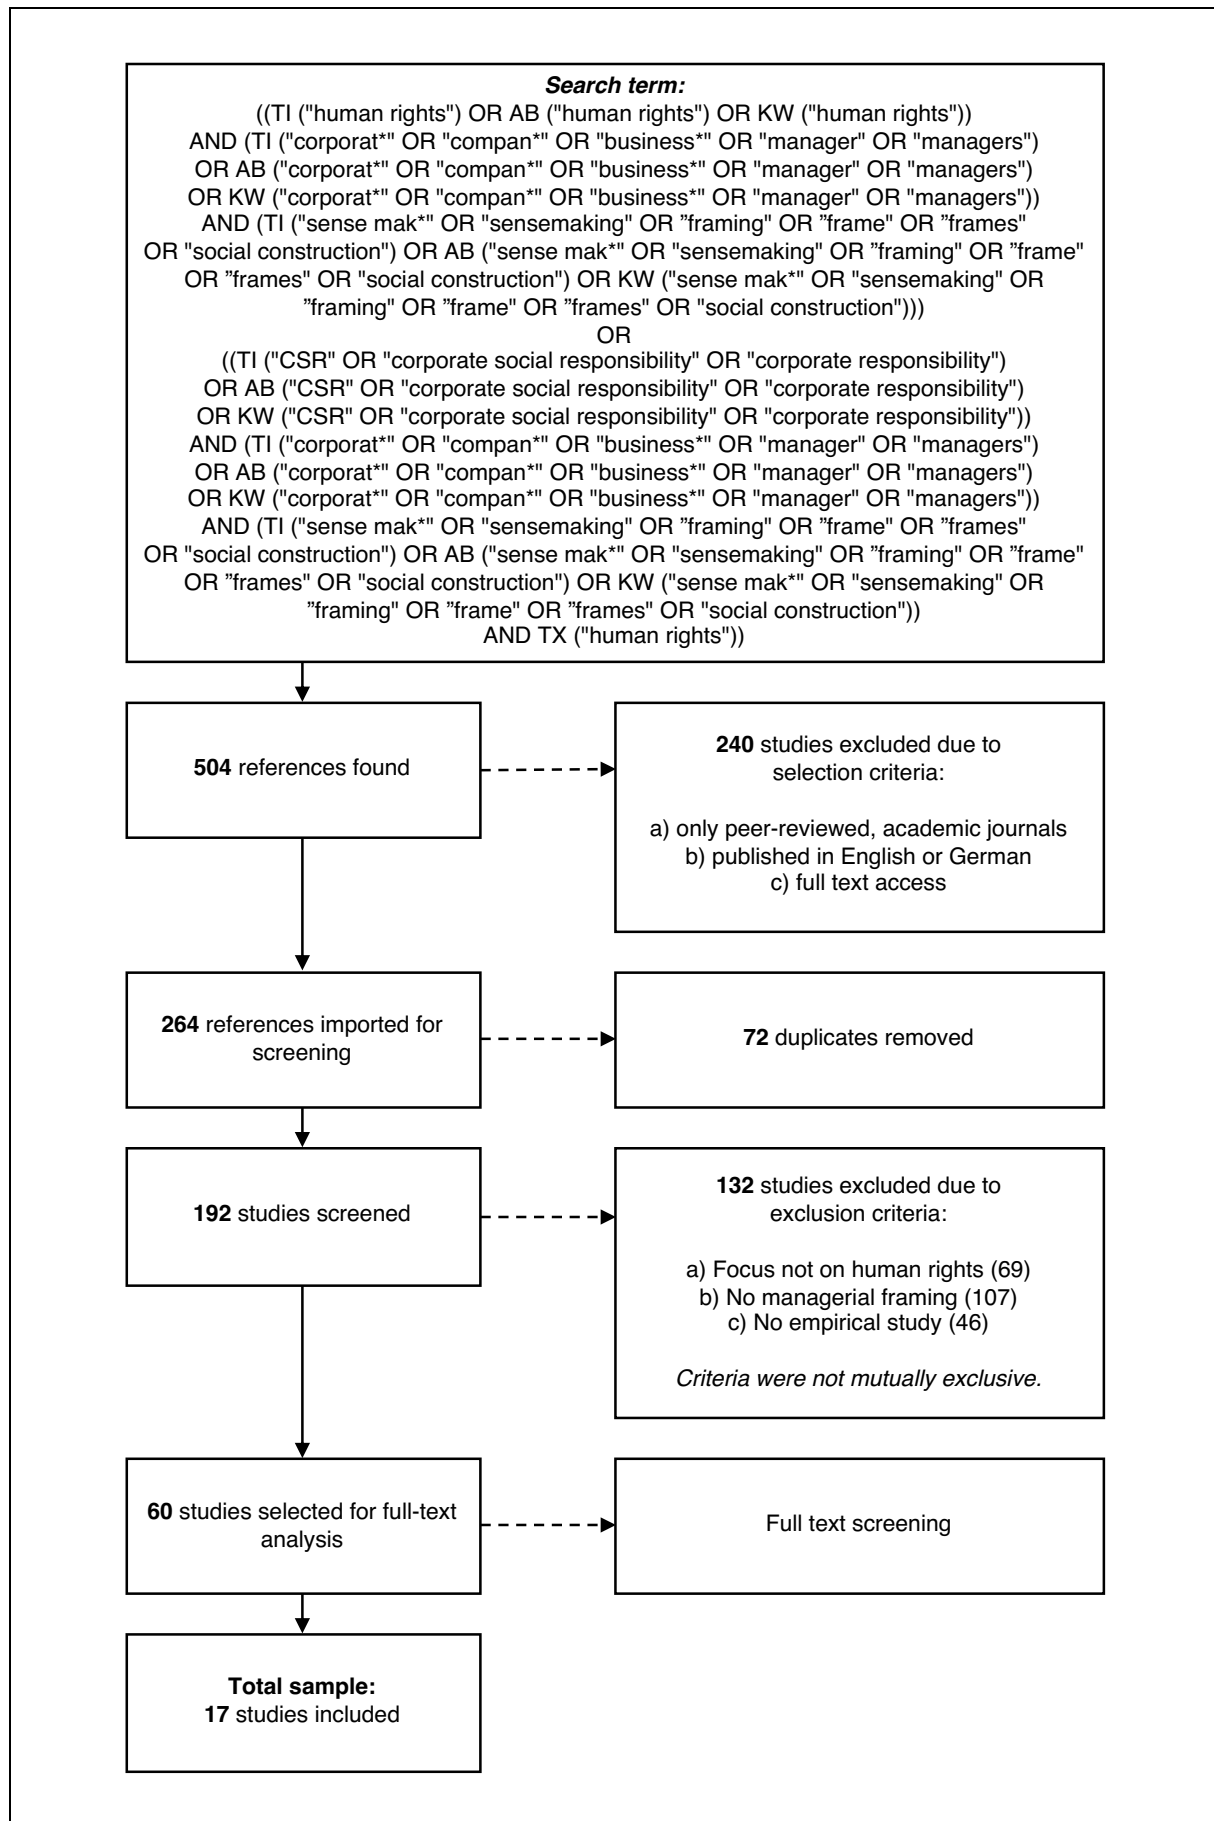 Search term:
((TI ("human rights") OR AB ("human rights") OR KW ("human rights"))
AND (TI ("corporat*" OR "compan*" OR "business*" OR "manager" OR "managers")
OR AB ("corporat*" OR "compan*" OR "business*" OR "manager" OR "managers")
OR KW ("corporat*" OR "compan*" OR "business*" OR "manager" OR "managers"))
AND (TI ("sense mak*" OR "sensemaking" OR ”framing" OR ”frame" OR ”frames"
OR "social construction") OR AB ("sense mak*" OR "sensemaking" OR ”framing" OR ”frame"
OR ”frames" OR "social construction") OR KW ("sense mak*" OR "sensemaking" OR
”framing" OR ”frame" OR ”frames" OR "social construction")))
OR
((TI ("CSR" OR "corporate social responsibility" OR "corporate responsibility")
OR AB ("CSR" OR "corporate social responsibility" OR "corporate responsibility")
OR KW ("CSR" OR "corporate social responsibility" OR "corporate responsibility"))
AND (TI ("corporat*" OR "compan*" OR "business*" OR "manager" OR "managers")
OR AB ("corporat*" OR "compan*" OR "business*" OR "manager" OR "managers")
OR KW ("corporat*" OR "compan*" OR "business*" OR "manager" OR "managers"))
AND (TI ("sense mak*" OR "sensemaking" OR ”framing" OR ”frame" OR ”frames"
OR "social construction") OR AB ("sense mak*" OR "sensemaking" OR ”framing" OR ”frame"
OR ”frames" OR "social construction") OR KW ("sense mak*" OR "sensemaking" OR
”framing" OR ”frame" OR ”frames" OR "social construction"))
AND TX ("human rights"))
504 references found
240 studies excluded due to
selection criteria:
a) only peer-reviewed, academic journals
b) published in English or German
c) full text access
264 references imported for
screening
72 duplicates removed
192 studies screened
132 studies excluded due to
exclusion criteria:
a) Focus not on human rights (69)
b) No managerial framing (107)
c) No empirical study (46)
Criteria were not mutually exclusive.
60 studies selected for full-text
analysis
Full text screening
Total sample:
17 studies included